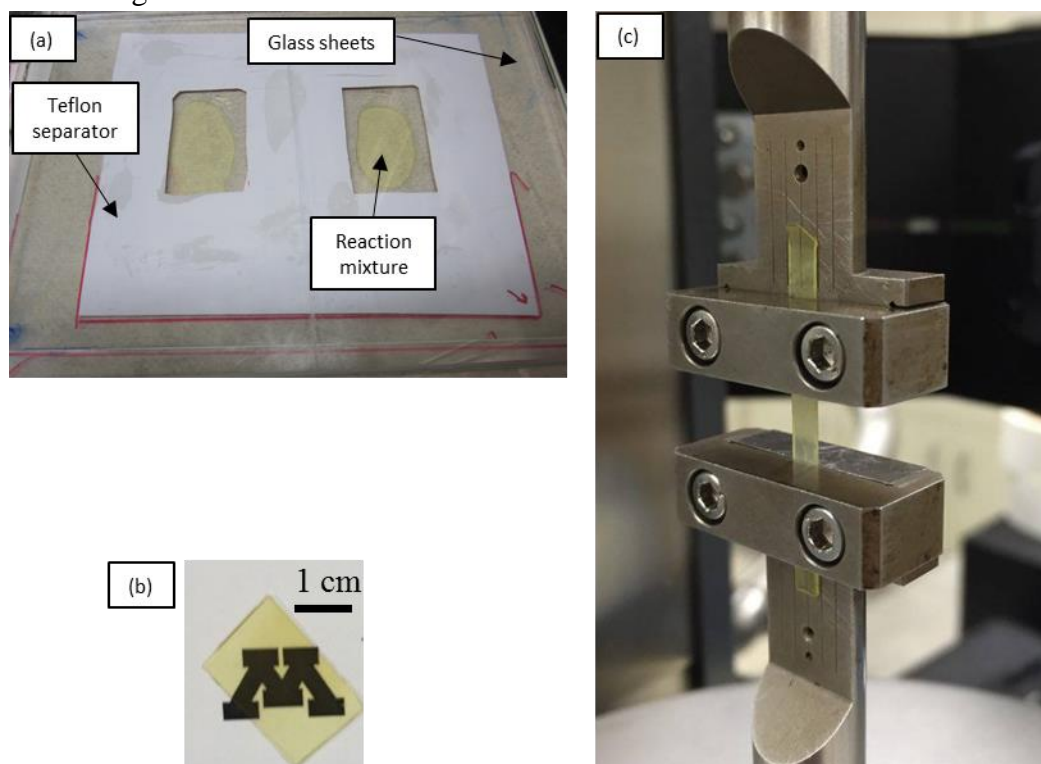 (a)
Glass sheets
Teflon
separator
Reaction
mixture
(b)
1 cm
M
(c)